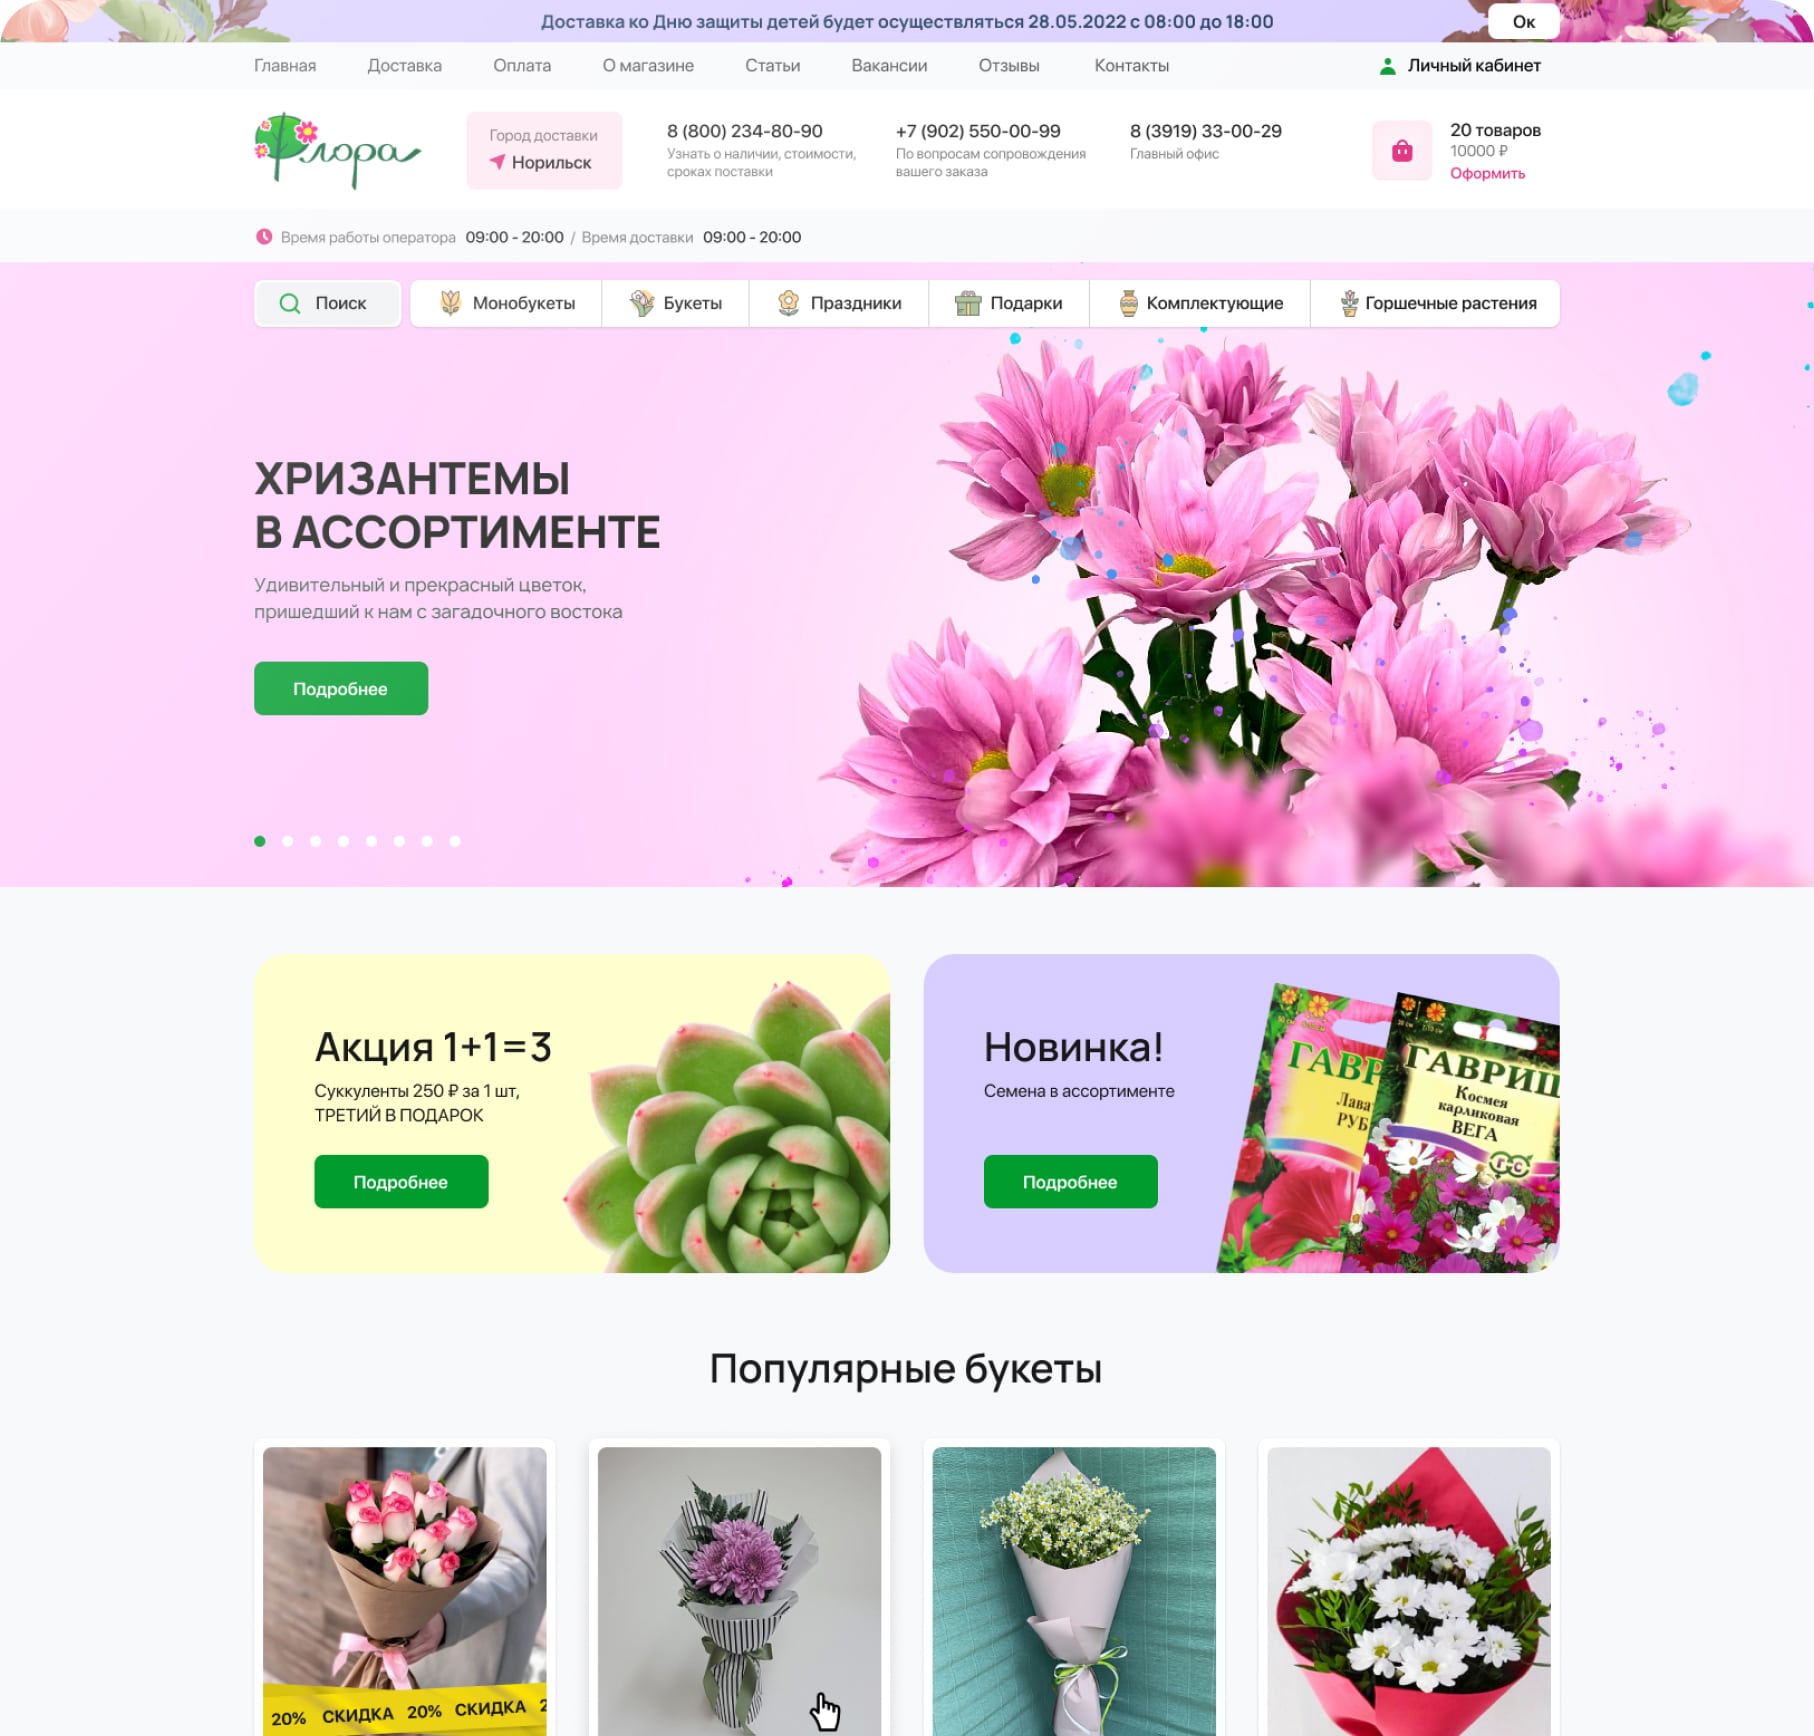 Доставка ко Дню защиты детей будет осуществляться 28.05.2022 с 08:00 до 18:00
Ок
Главная
Доставка
Оплата
О магазине
Статьи
Вакансии
Отзывы
Контакты
Личный кабинет
Флора
Город доставки
Норильск
8 (800) 234-80-90
Узнать о наличии, стоимости,
сроках поставки
+7 (902) 550-00-99
По вопросам сопровождения
вашего заказа
8 (3919) 33-00-29
Главный офис
20 товаров
10000 ₽
Оформить
Время работы оператора 09:00 - 20:00 / Время доставки 09:00 - 20:00
Поиск
Монобукеты
Букеты
Праздники
Подарки
Комплектующие
Горшечные растения
ХРИЗАНТЕМЫ
В АССОРТИМЕНТЕ
Удивительный и прекрасный цветок,
пришедший к нам с загадочного востока
Подробнее
Акция 1+1=3
Суккуленты 250 ₽ за 1 шт,
ТРЕТИЙ В ПОДАРОК
Подробнее
Новинка!
Семена в ассортименте
Подробнее
ГАВР
Лава
РУБ
ГАВРИШ
Космея
карликовая
ВЕГА
Г С
Популярные букеты
20% СКИДКА 20% СКИДКА 2